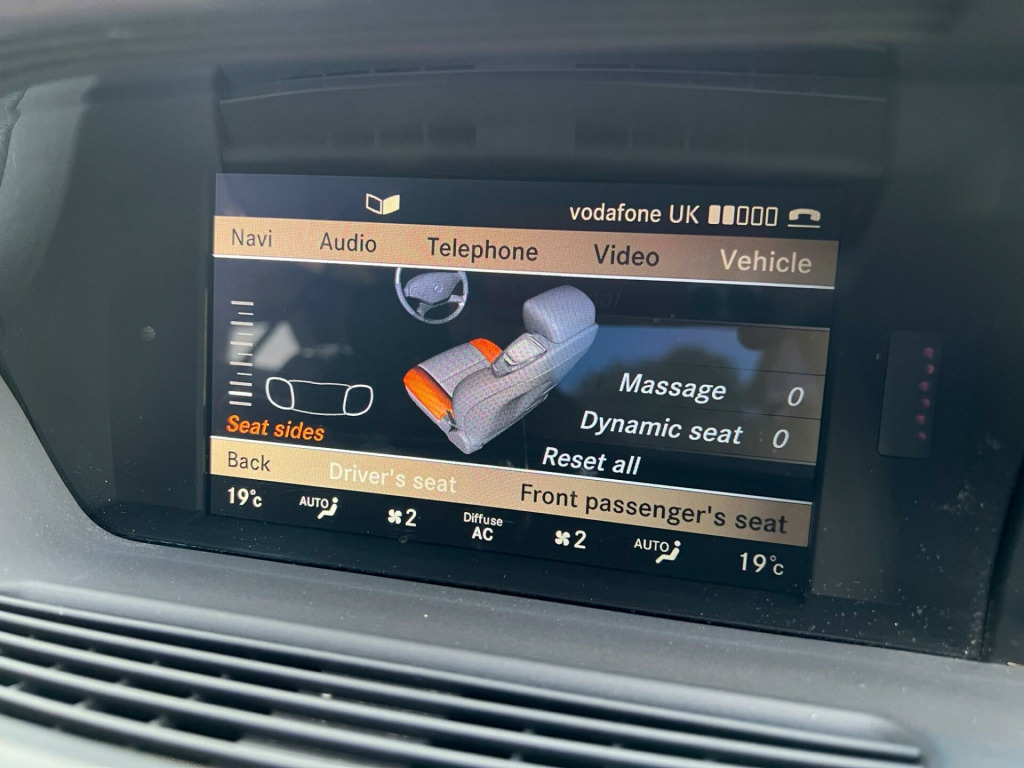 vodafone UK
Navi Audio Telephone Video Vehicle
Massage 0
Dynamic seat 0
Seat sides
Reset all
Back Driver's seat Front passenger's seat
19°C AUTO 2 Diffuse AC 2 AUTO 19°C